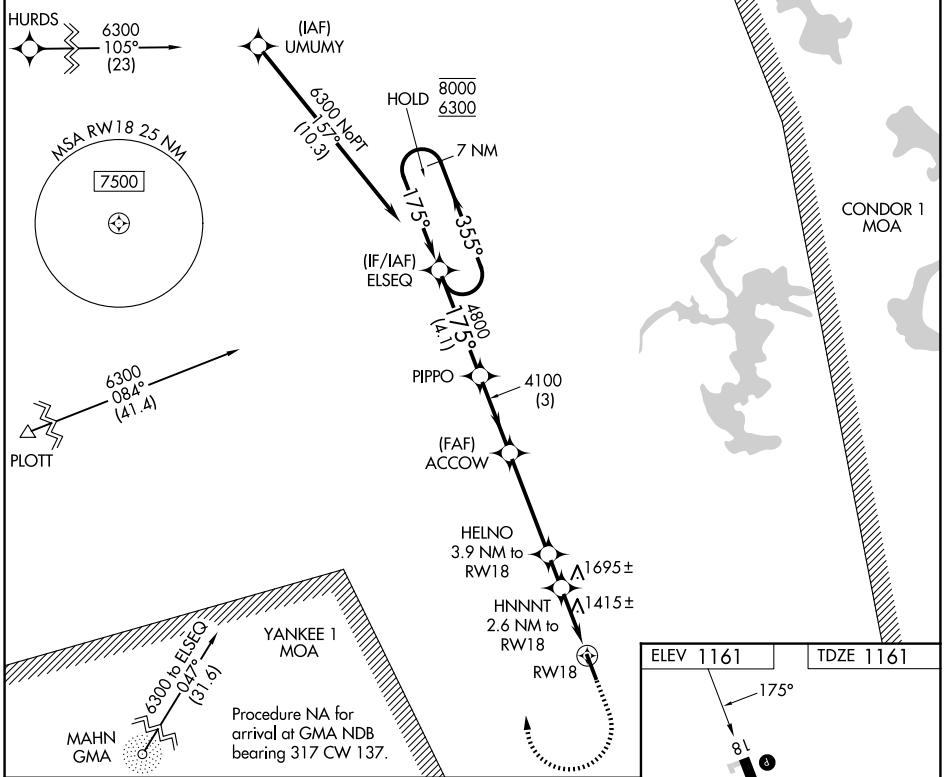 HURDS
6300
105°
(23)
(IAF)
UMUMY
6300 NoPT
157°
(10.3)
HOLD
8000
6300
7 NM
175°
355°
MSA RW18 25 NM
7500
CONDOR 1
MOA
(IF/IAF)
ELSEQ
4800
175°
(4.1)
6300
084°
(41.4)
PLOTT
PIPPO
4100
(3)
(FAF)
ACCOW
HELNO
3.9 NM to
RW18
1695±
HNNNT
2.6 NM to
RW18
1415±
RW18
YANKEE 1
MOA
6300 to ELSEQ
047°
(31.6)
MAHN
GMA
Procedure NA for
arrival at GMA NDB
bearing 317 CW 137.
ELEV 1161
TDZE 1161
175°
18
P